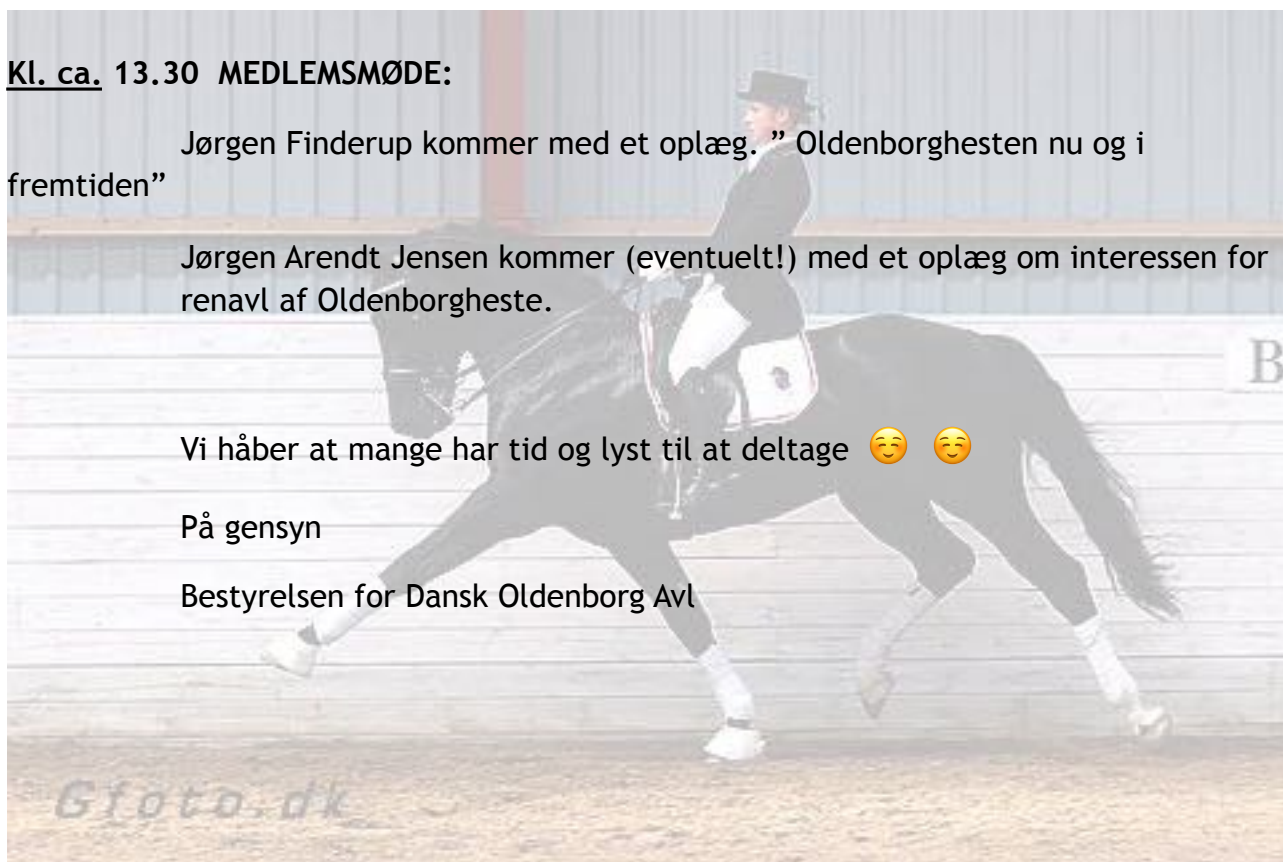 Kl. ca. 13.30 MEDLEMSMØDE:
Jørgen Finderup kommer med et oplæg. ” Oldenborghesten nu og i
fremtiden”
Jørgen Arendt Jensen kommer (eventuelt!) med et oplæg om interessen for
renavl af Oldenborgheste.
B
Vi håber at mange har tid og lyst til at deltage ☺️ ☺️
På gensyn
Bestyrelsen for Dansk Oldenborg Avl
Gfoto.dk